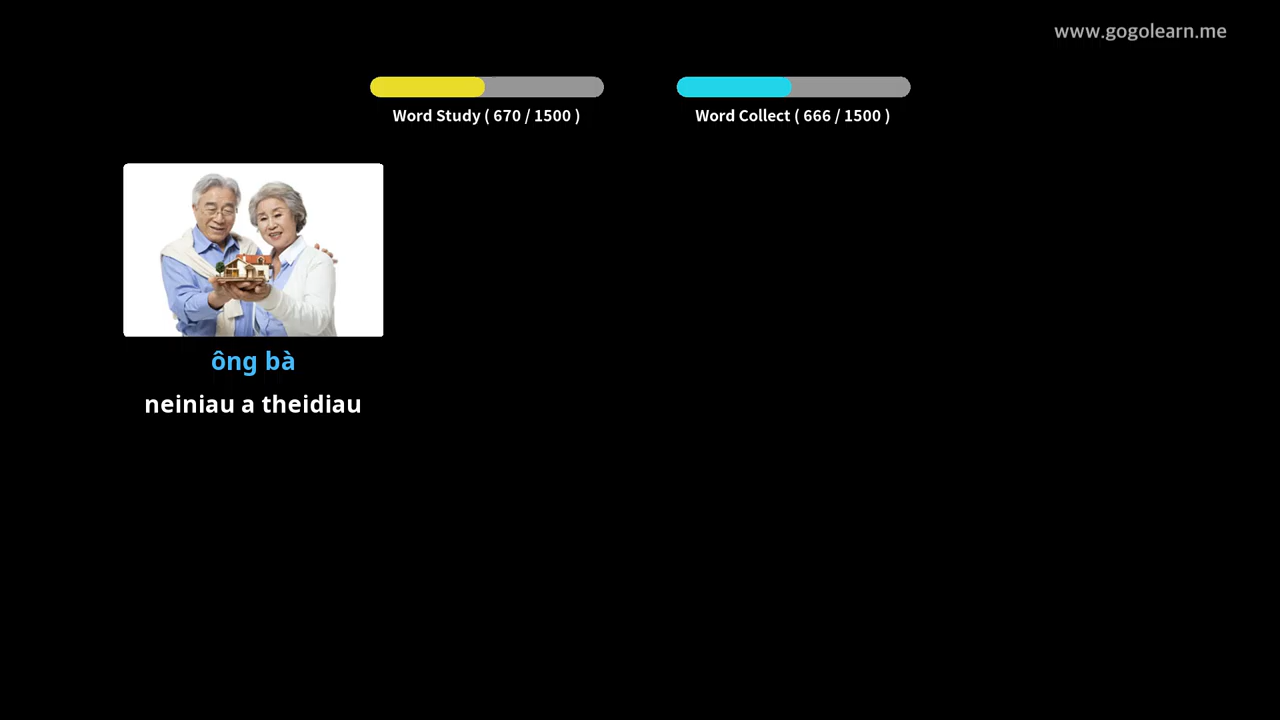 www.gogolearn.me
Word Study ( 670 / 1500 )
Word Collect ( 666 / 1500 )
ông bà
neiniau a theidiau